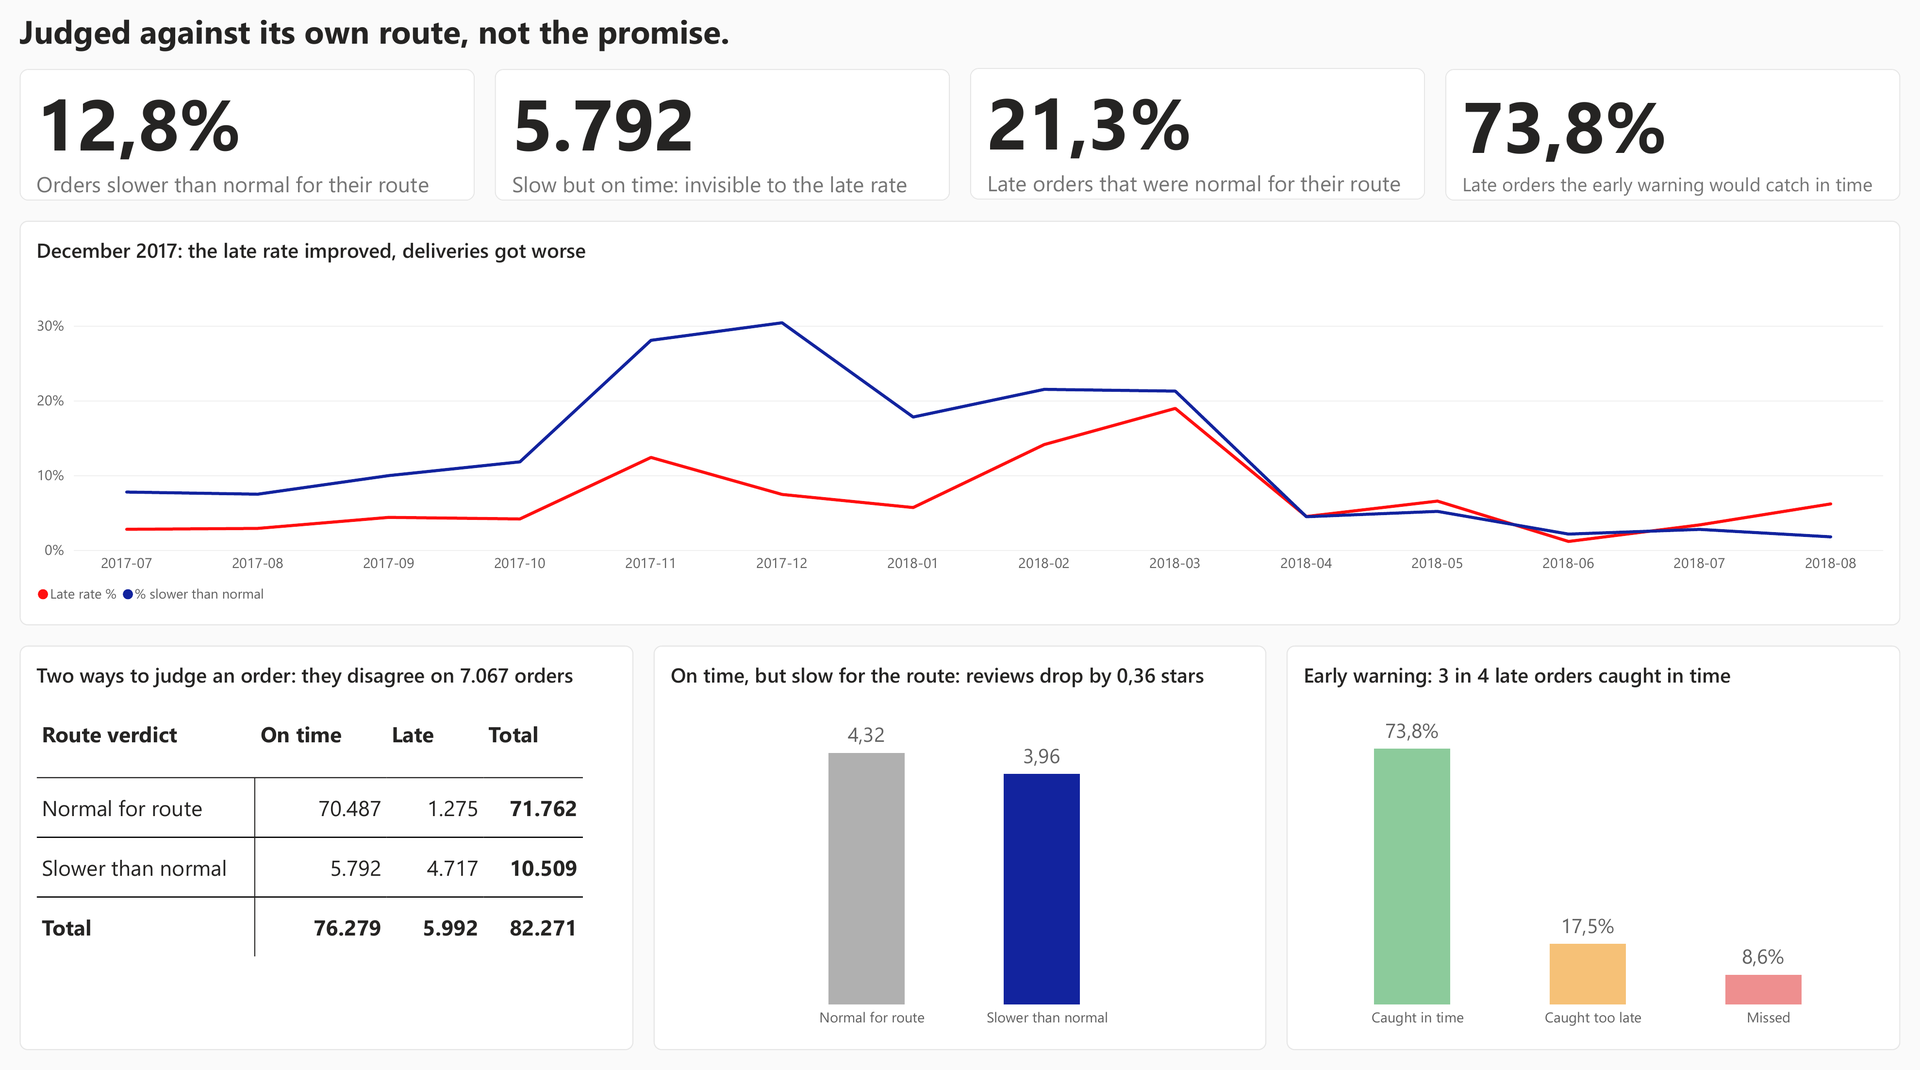 Judged against its own route, not the promise.
12,8%
Orders slower than normal for their route
5.792
Slow but on time: invisible to the late rate
21,3%
Late orders that were normal for their route
73,8%
Late orders the early warning would catch in time
December 2017: the late rate improved, deliveries got worse
30%
20%
10%
0%
2017-07 2017-08 2017-09 2017-10 2017-11 2017-12 2018-01 2018-02 2018-03 2018-04 2018-05 2018-06 2018-07 2018-08
Late rate % % slower than normal
Two ways to judge an order: they disagree on 7.067 orders
Route verdict On time Late Total
Normal for route 70.487 1.275 71.762
Slower than normal 5.792 4.717 10.509
Total 76.279 5.992 82.271
On time, but slow for the route: reviews drop by 0,36 stars
4,32
3,96
Normal for route Slower than normal
Early warning: 3 in 4 late orders caught in time
73,8%
17,5%
8,6%
Caught in time Caught too late Missed